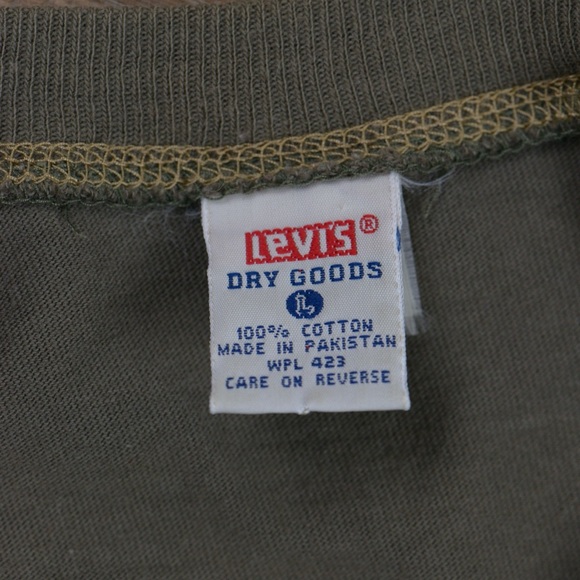 LEVI'S®
DRY GOODS
L
100% COTTON
MADE IN PAKISTAN
WPL 423
CARE ON REVERSE